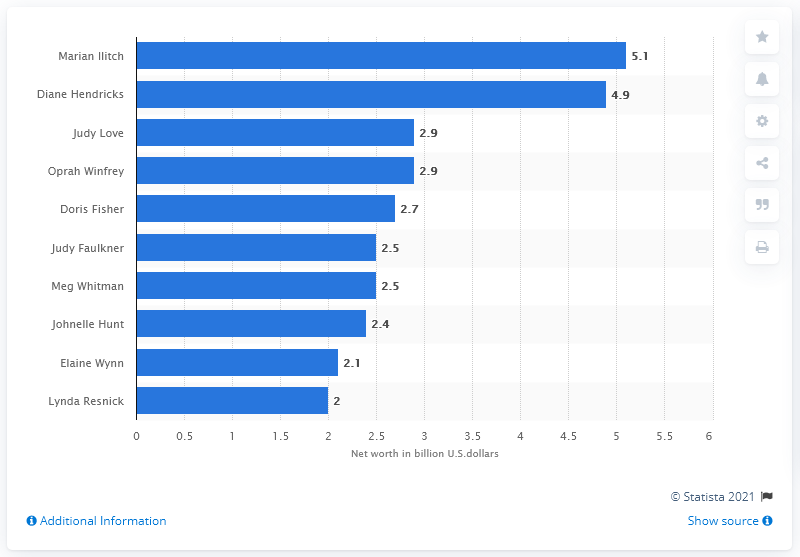 Marian Ilitch 5.1
Diane Hendricks 4.9
Judy Love 2.9
Oprah Winfrey 2.9
Doris Fisher 2.7
Judy Faulkner 2.5
Meg Whitman 2.5
Johnelle Hunt 2.4
Elaine Wynn 2.1
Lynda Resnick 2
0 0.5 1 1.5 2 2.5 3 3.5 4 4.5 5 5.5 6
Net worth in billion U.S.dollars
© Statista 2021
Additional Information
Show source